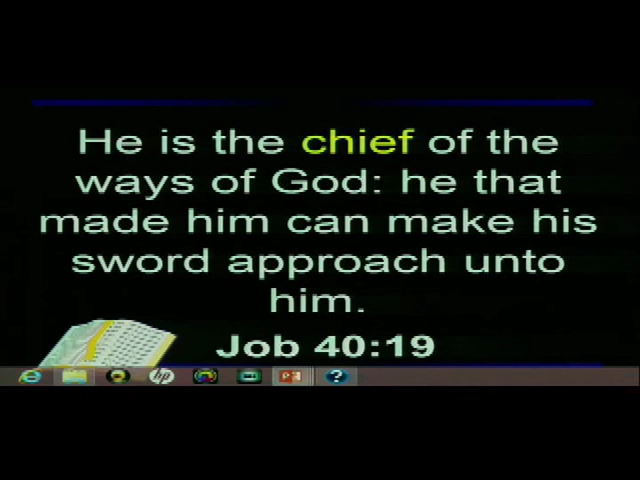 He is the chief of the
ways of God: he that
made him can make his
sword approach unto
him.
Job 40:19
hp
?